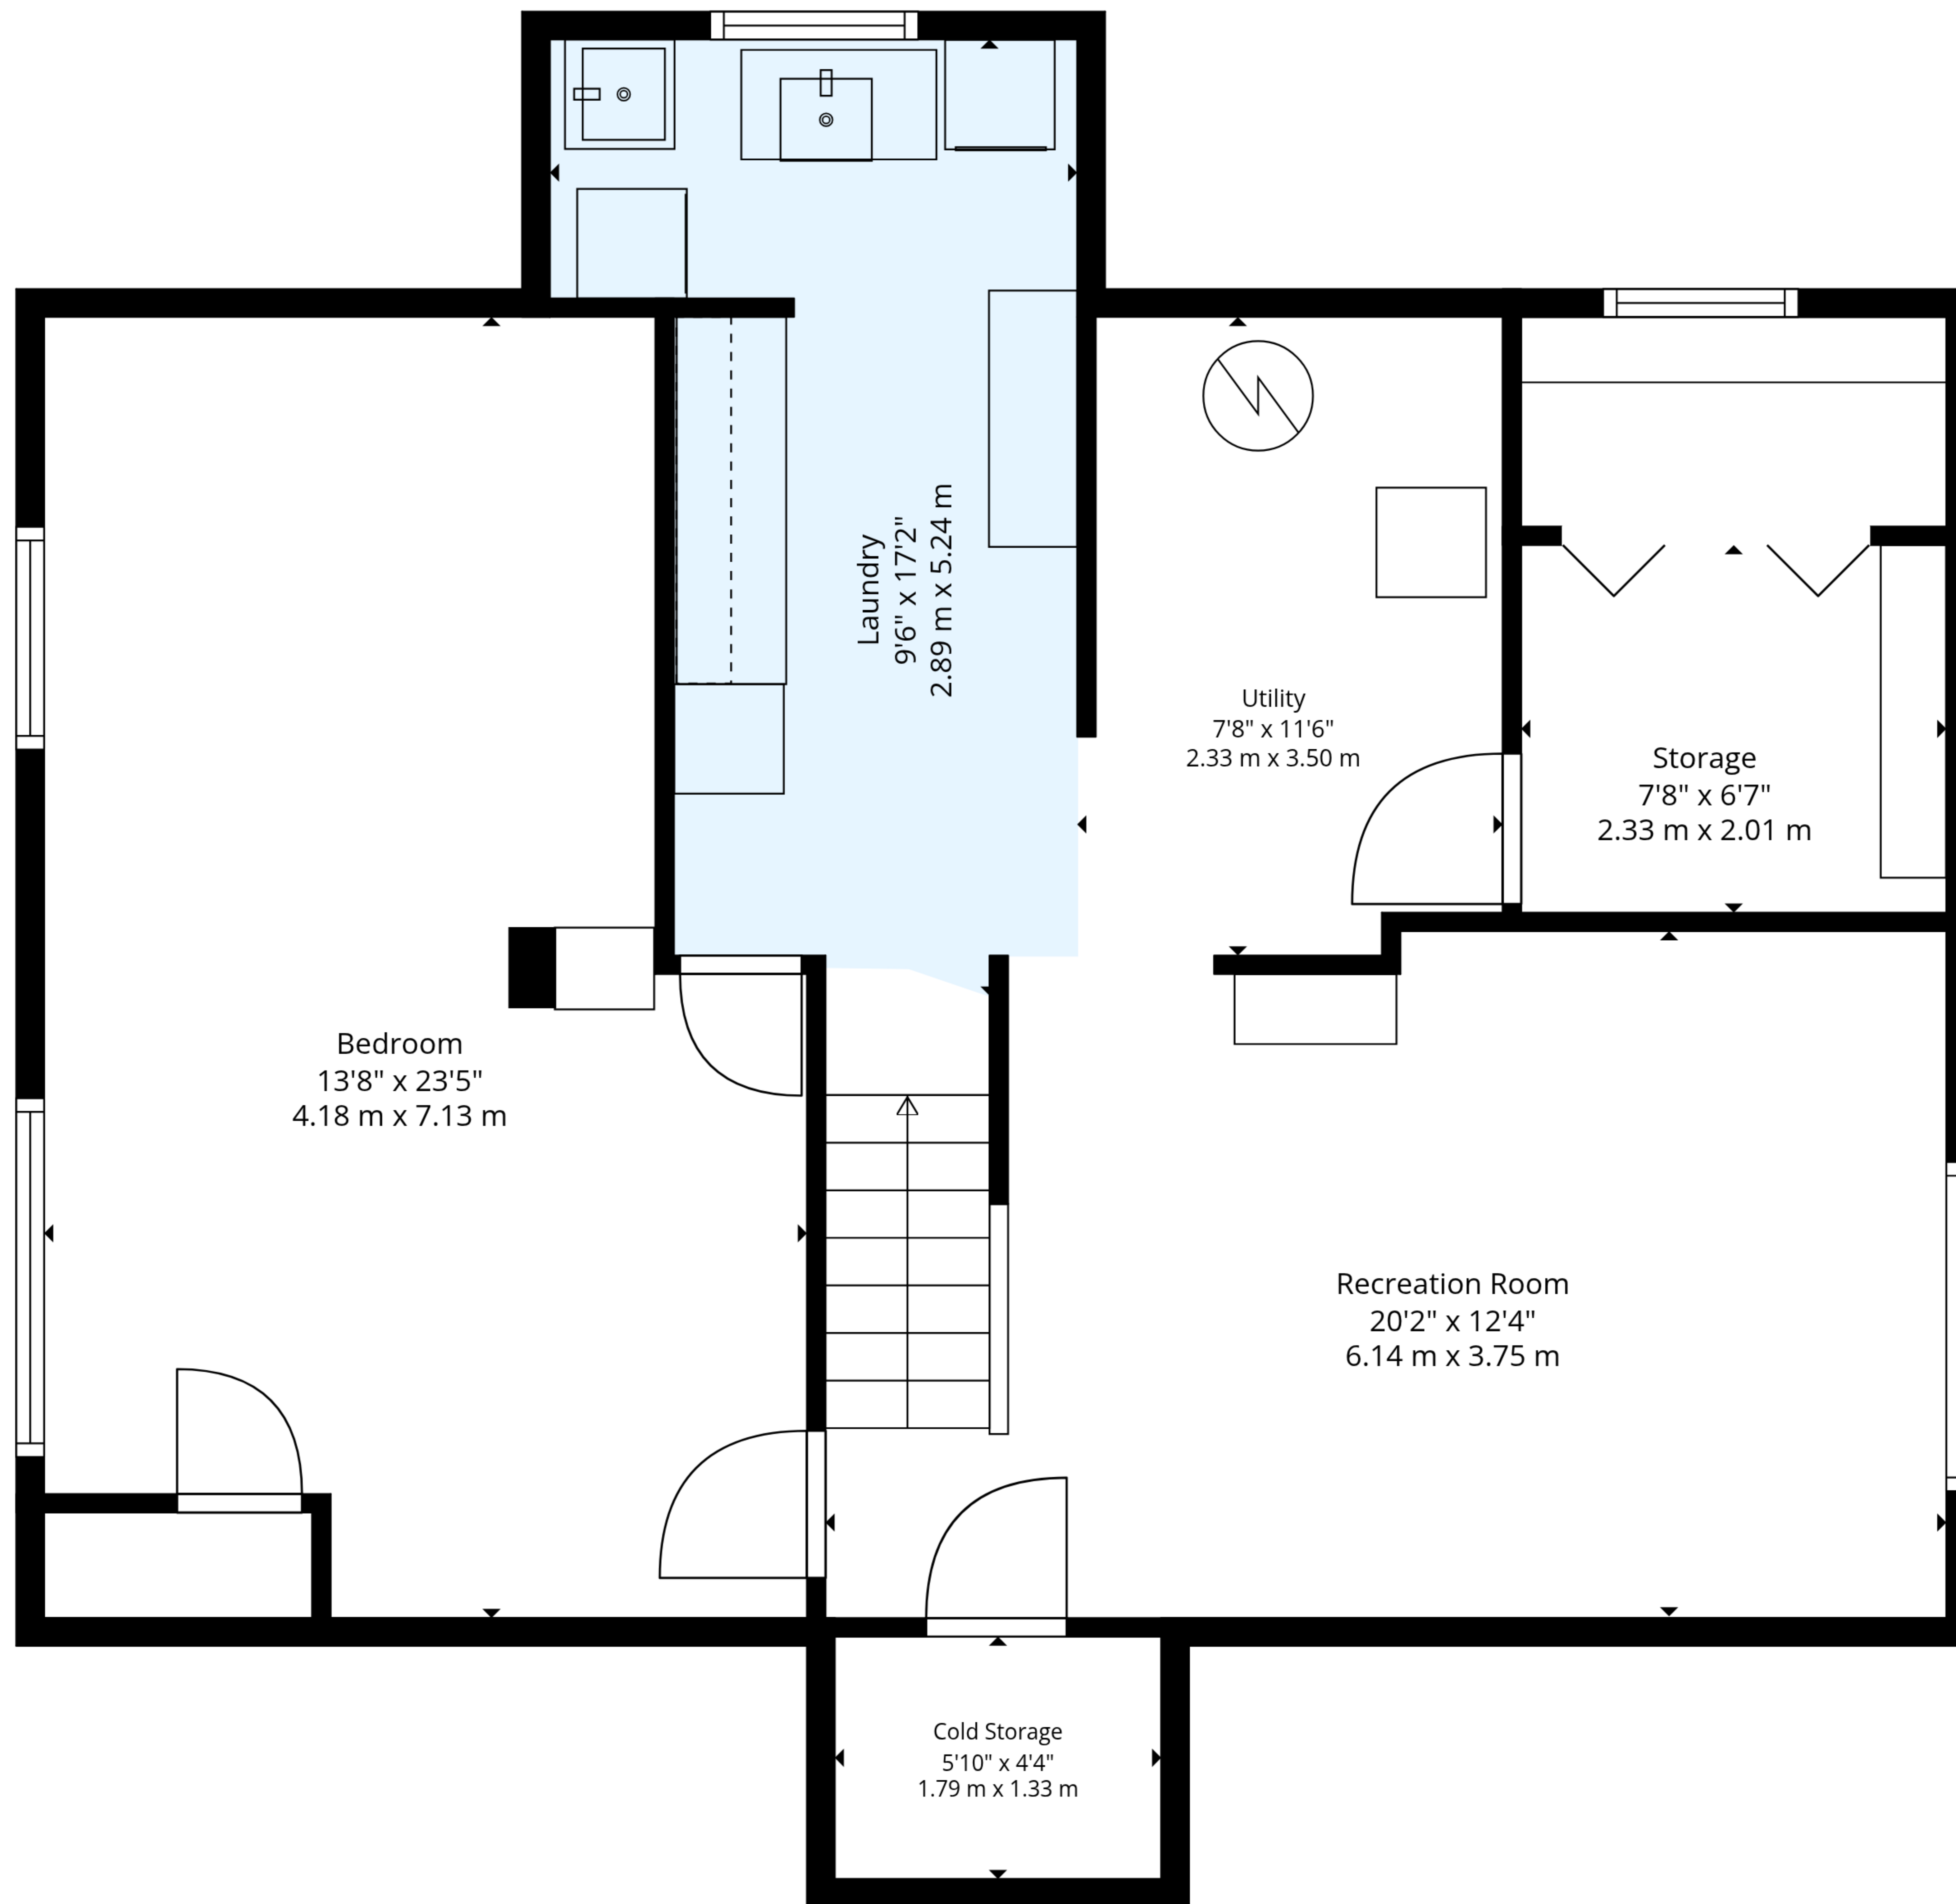 Laundry
9'6" x 17'2"
2.89 m x 5.24 m
Utility
7'8" x 11'6"
2.33 m x 3.50 m
Storage
7'8" x 6'7"
2.33 m x 2.01 m
Bedroom
13'8" x 23'5"
4.18 m x 7.13 m
Recreation Room
20'2" x 12'4"
6.14 m x 3.75 m
Cold Storage
5'10" x 4'4"
1.79 m x 1.33 m